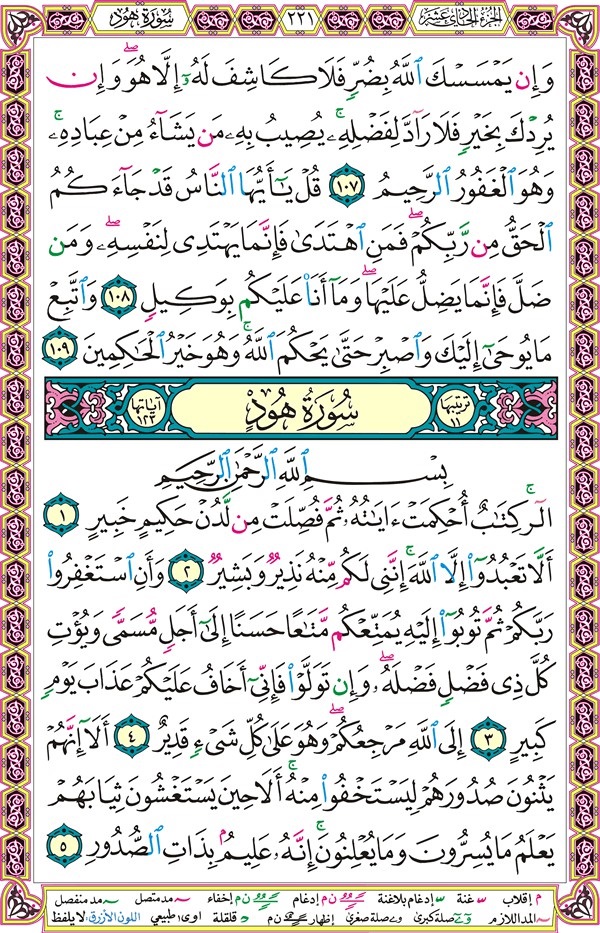 الجزء الحادى عشر ٢٢١ سورة هود
وَإِن يَمْسَسْكَ ٱللَّهُ بِضُرٍّ فَلَا كَاشِفَ لَهُۥٓ إِلَّا هُوَ ۖ وَإِن
يُرِدْكَ بِخَيْرٍ فَلَا رَآدَّ لِفَضْلِهِۦ ۚ يُصِيبُ بِهِۦ مَن يَشَآءُ مِنْ عِبَادِهِۦ ۚ
وَهُوَ ٱلْغَفُورُ ٱلرَّحِيمُ ١٠٧ قُلْ يَٰٓأَيُّهَا ٱلنَّاسُ قَدْ جَآءَكُمُ
ٱلْحَقُّ مِن رَّبِّكُمْ ۖ فَمَنِ ٱهْتَدَىٰ فَإِنَّمَا يَهْتَدِى لِنَفْسِهِۦ ۖ وَمَن
ضَلَّ فَإِنَّمَا يَضِلُّ عَلَيْهَا ۖ وَمَآ أَنَا۠ عَلَيْكُم بِوَكِيلٍ ١٠٨ وَٱتَّبِعْ
مَا يُوحَىٰٓ إِلَيْكَ وَٱصْبِرْ حَتَّىٰ يَحْكُمَ ٱللَّهُ ۚ وَهُوَ خَيْرُ ٱلْحَٰكِمِينَ ١٠٩
ترتيبها ١١ سُورَةُ هُودٍ آياتها ١٢٣
بِسْمِ ٱللَّهِ ٱلرَّحْمَٰنِ ٱلرَّحِيمِ
الٓر ۚ كِتَٰبٌ أُحْكِمَتْ ءَايَٰتُهُۥ ثُمَّ فُصِّلَتْ مِن لَّدُنْ حَكِيمٍ خَبِيرٍ ١
أَلَّا تَعْبُدُوٓا۟ إِلَّا ٱللَّهَ ۚ إِنَّنِى لَكُم مِّنْهُ نَذِيرٌ وَبَشِيرٌ ٢ وَأَنِ ٱسْتَغْفِرُوا۟
رَبَّكُمْ ثُمَّ تُوبُوٓا۟ إِلَيْهِ يُمَتِّعْكُم مَّتَٰعًا حَسَنًا إِلَىٰٓ أَجَلٍ مُّسَمًّى وَيُؤْتِ
كُلَّ ذِى فَضْلٍ فَضْلَهُۥ ۖ وَإِن تَوَلَّوْا۟ فَإِنِّىٓ أَخَافُ عَلَيْكُمْ عَذَابَ يَوْمٍ
كَبِيرٍ ٣ إِلَى ٱللَّهِ مَرْجِعُكُمْ ۖ وَهُوَ عَلَىٰ كُلِّ شَىْءٍ قَدِيرٌ ٤ أَلَآ إِنَّهُمْ
يَثْنُونَ صُدُورَهُمْ لِيَسْتَخْفُوا۟ مِنْهُ ۚ أَلَا حِينَ يَسْتَغْشُونَ ثِيَابَهُمْ
يَعْلَمُ مَا يُسِرُّونَ وَمَا يُعْلِنُونَ ۚ إِنَّهُۥ عَلِيمٌۢ بِذَاتِ ٱلصُّدُورِ ٥
م إقلاب غنة إدغام بلاغنة ن م إدغام ن م إخفاء مد متصل مد منفصل
المد اللازم صلة كبرى صلة صغرى إظهار ن م قلقلة اوى طبيعي اللون الأزرق: لا يلفظ